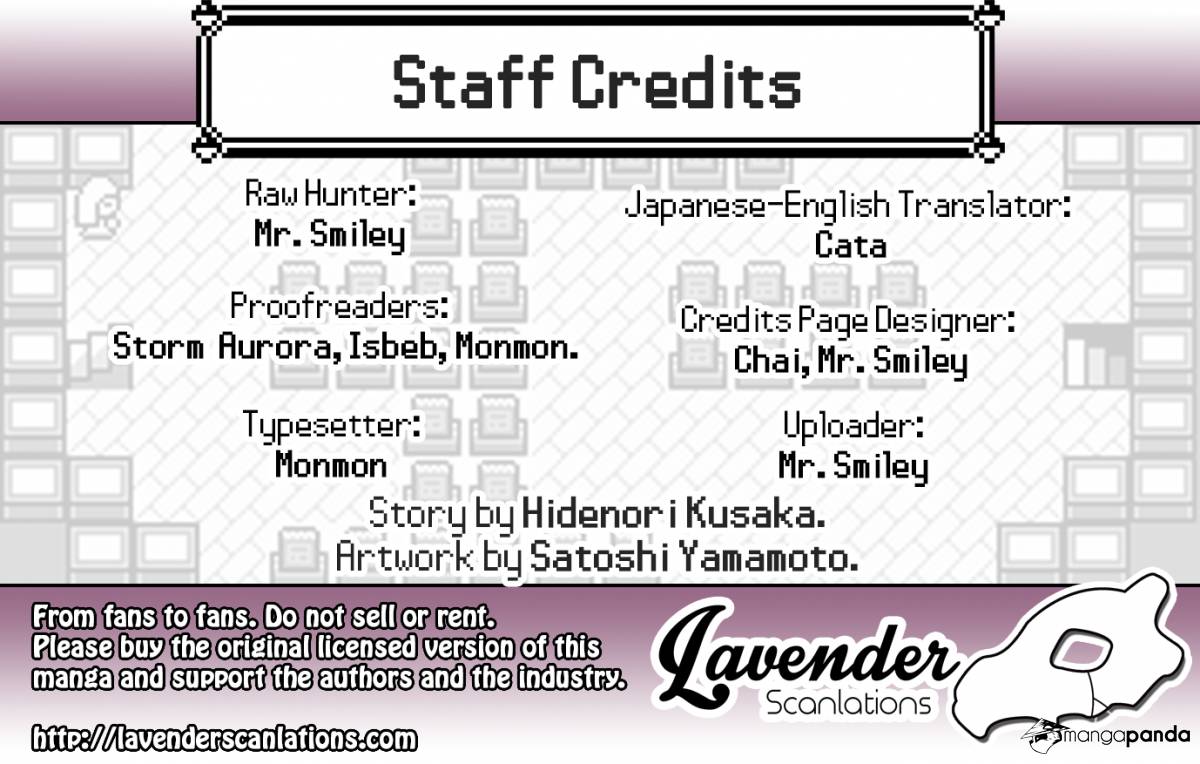 Staff Credits
Raw Hunter:
Mr. Smiley
Japanese-English Translator:
Cata
Proofreaders:
Storm Aurora, Isbeb, Monmon.
Credits Page Designer:
Chai, Mr. Smiley
Typesetter:
Monmon
Uploader:
Mr. Smiley
Story by Hidenori Kusaka.
Artwork by Satoshi Yamamoto.
From fans to fans. Do not sell or rent.
Please buy the original licensed version of this
manga and support the authors and the industry.
http://lavenderscanlations.com
Lavender
Scanlations
mangapanda